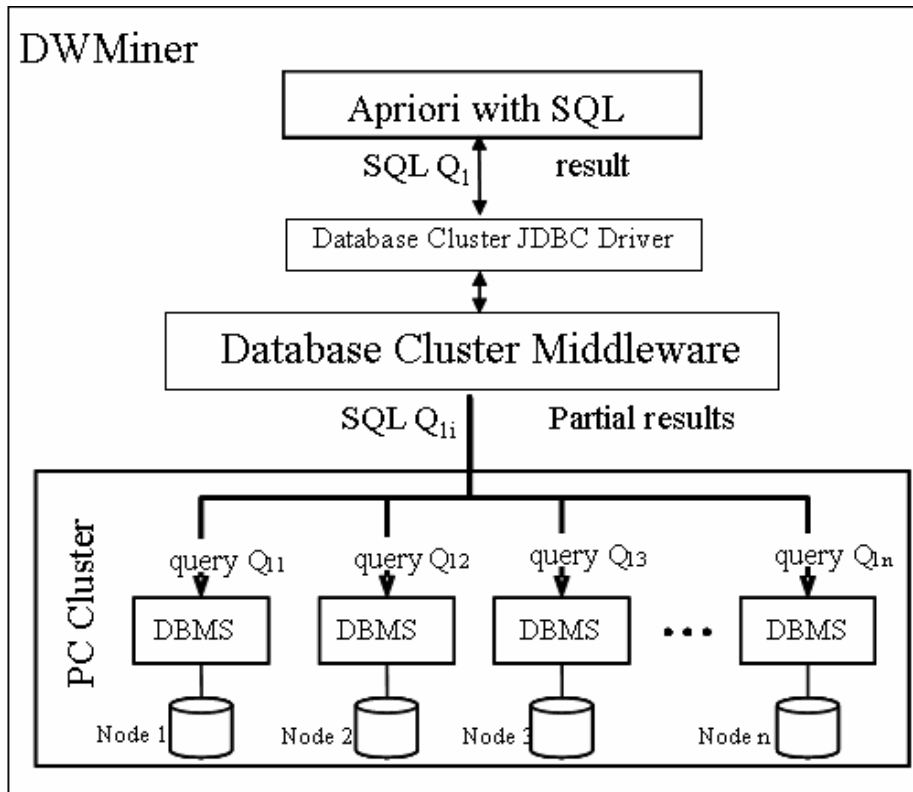 DWMiner
Apriori with SQL
SQL Q1 result
Database Cluster JDBC Driver
Database Cluster Middleware
SQL Q1i Partial results
PC Cluster
query Q11 query Q12 query Q13 query Q1n
DBMS DBMS DBMS ••• DBMS
Node 1 Node 2 Node 3 Node n